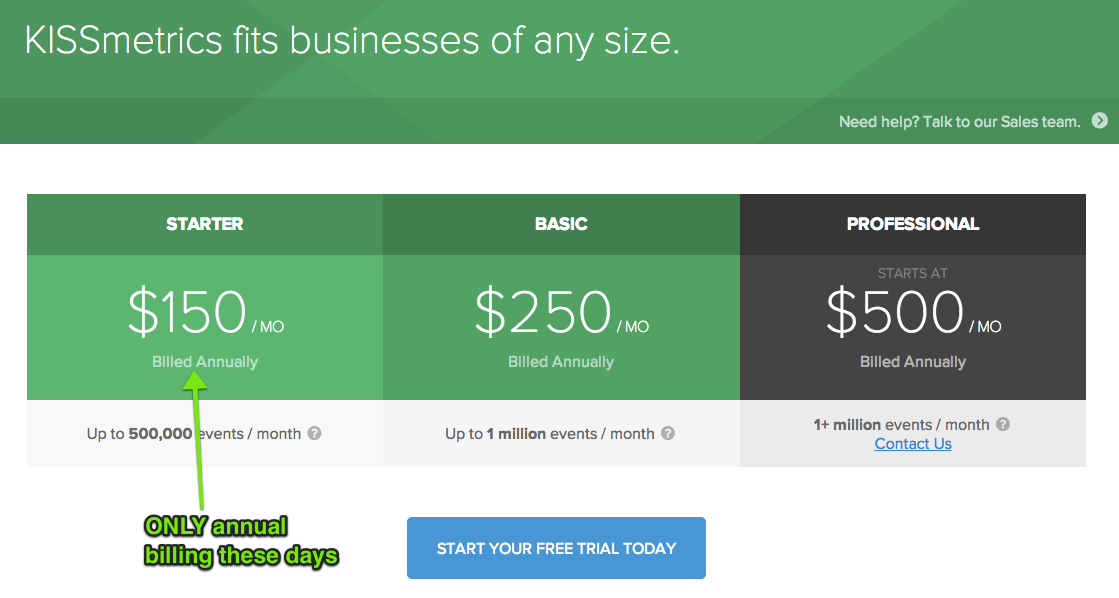 KISSmetrics fits businesses of any size.
Need help? Talk to our Sales team.
STARTER
BASIC
PROFESSIONAL
STARTS AT
$150 / MO
$250 / MO
$500 / MO
Billed Annually
Billed Annually
Billed Annually
Up to 500,000 events / month ?
Up to 1 million events / month ?
1+ million events / month ?
Contact Us
ONLY annual
billing these days
START YOUR FREE TRIAL TODAY